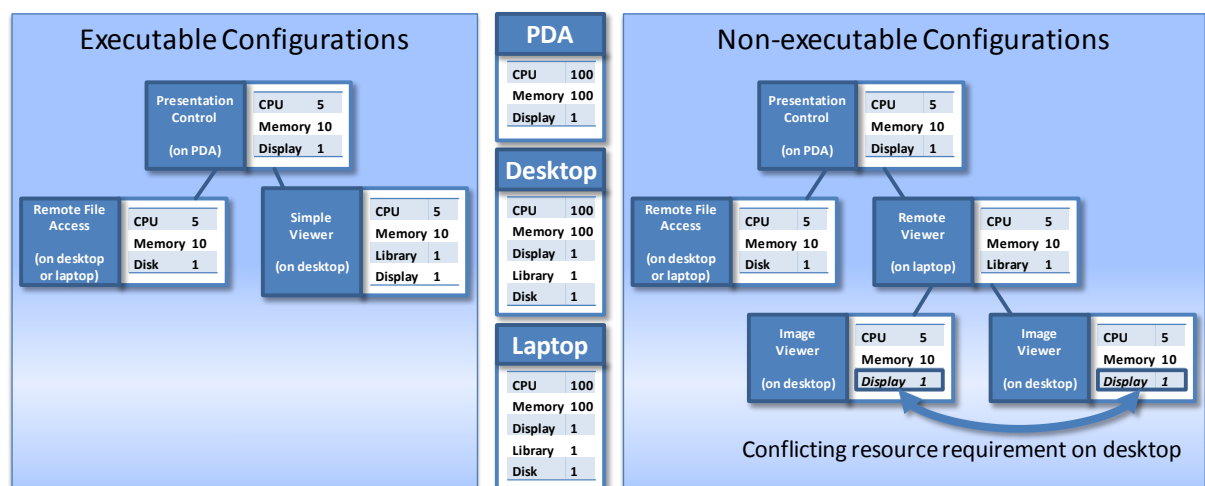 Executable Configurations
Presentation
Control
(on PDA)
CPU 5
Memory 10
Display 1
Remote File
Access
(on desktop
or laptop)
CPU 5
Memory 10
Disk 1
Simple
Viewer
(on desktop)
CPU 5
Memory 10
Library 1
Display 1
PDA
CPU 100
Memory 100
Display 1
Desktop
CPU 100
Memory 100
Display 1
Library 1
Disk 1
Laptop
CPU 100
Memory 100
Display 1
Library 1
Disk 1
Non-executable Configurations
Presentation
Control
(on PDA)
CPU 5
Memory 10
Display 1
Remote File
Access
(on desktop
or laptop)
CPU 5
Memory 10
Disk 1
Remote
Viewer
(on laptop)
CPU 5
Memory 10
Library 1
Image
Viewer
(on desktop)
CPU 5
Memory 10
Display 1
Image
Viewer
(on desktop)
CPU 5
Memory 10
Display 1
Conflicting resource requirement on desktop